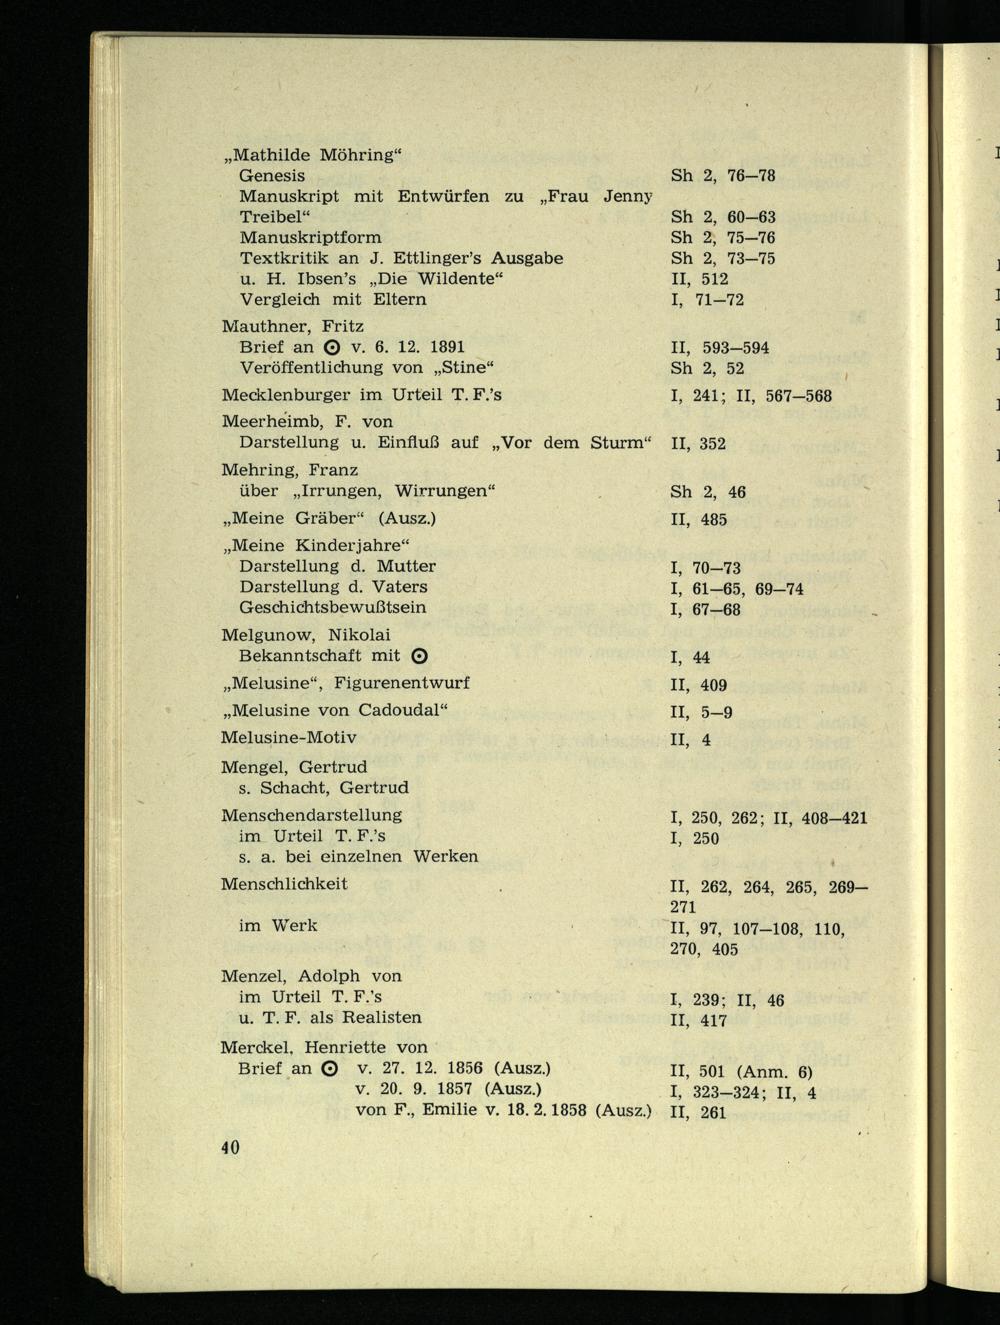 „Mathilde Möhring“
Genesis Sh 2, 76—78
Manuskript mit Entwürfen zu „Frau Jenny
Treibel“ Sh 2, 60—63
Manuskriptform Sh 2, 75—76
Textkritik an J. Ettlinger's Ausgabe Sh 2, 73—75
u. H. Ibsen's „Die Wildente“ II, 512
Vergleich mit Eltern I, 71—72
Mauthner, Fritz
Brief an ⊙ v. 6. 12. 1891 II, 593—594
Veröffentlichung von „Stine“ Sh 2, 52
Mecklenburger im Urteil T. F.'s I, 241; II, 567—568
Meerheimb, F. von
Darstellung u. Einfluß auf „Vor dem Sturm“ II, 352
Mehring, Franz
über „Irrungen, Wirrungen“ Sh 2, 46
„Meine Gräber“ (Ausz.) II, 485
„Meine Kinderjahre“
Darstellung d. Mutter I, 70—73
Darstellung d. Vaters I, 61—65, 69—74
Geschichtsbewußtsein I, 67—68
Melgunow, Nikolai
Bekanntschaft mit ⊙ I, 44
„Melusine“, Figurenentwurf II, 409
„Melusine von Cadoudal“ II, 5—9
Melusine-Motiv II, 4
Mengel, Gertrud
s. Schacht, Gertrud
Menschendarstellung I, 250, 262; II, 408—421
im Urteil T. F.'s I, 250
s. a. bei einzelnen Werken
Menschlichkeit II, 262, 264, 265, 269—
271
im Werk II, 97, 107—108, 110,
270, 405
Menzel, Adolph von
im Urteil T. F.'s I, 239; II, 46
u. T. F. als Realisten II, 417
Merckel, Henriette von
Brief an ⊙ v. 27. 12. 1856 (Ausz.) II, 501 (Anm. 6)
v. 20. 9. 1857 (Ausz.) I, 323—324; II, 4
von F., Emilie v. 18. 2. 1858 (Ausz.) II, 261
40